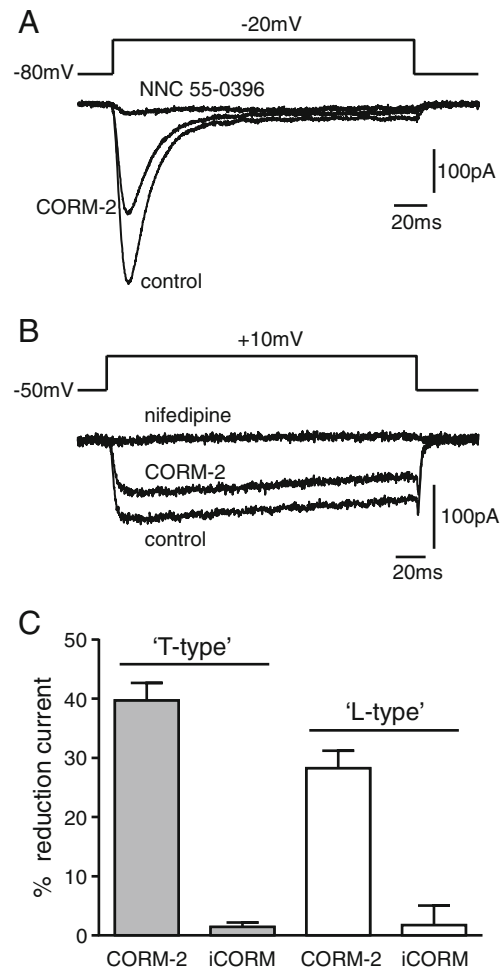 A
-20mV
-80mV
NNC 55-0396
CORM-2
control
100pA
20ms
B
+10mV
-50mV
nifedipine
CORM-2
control
100pA
20ms
C
% reduction current
50
40
30
20
10
0
'T-type'
'L-type'
CORM-2 iCORM CORM-2 iCORM